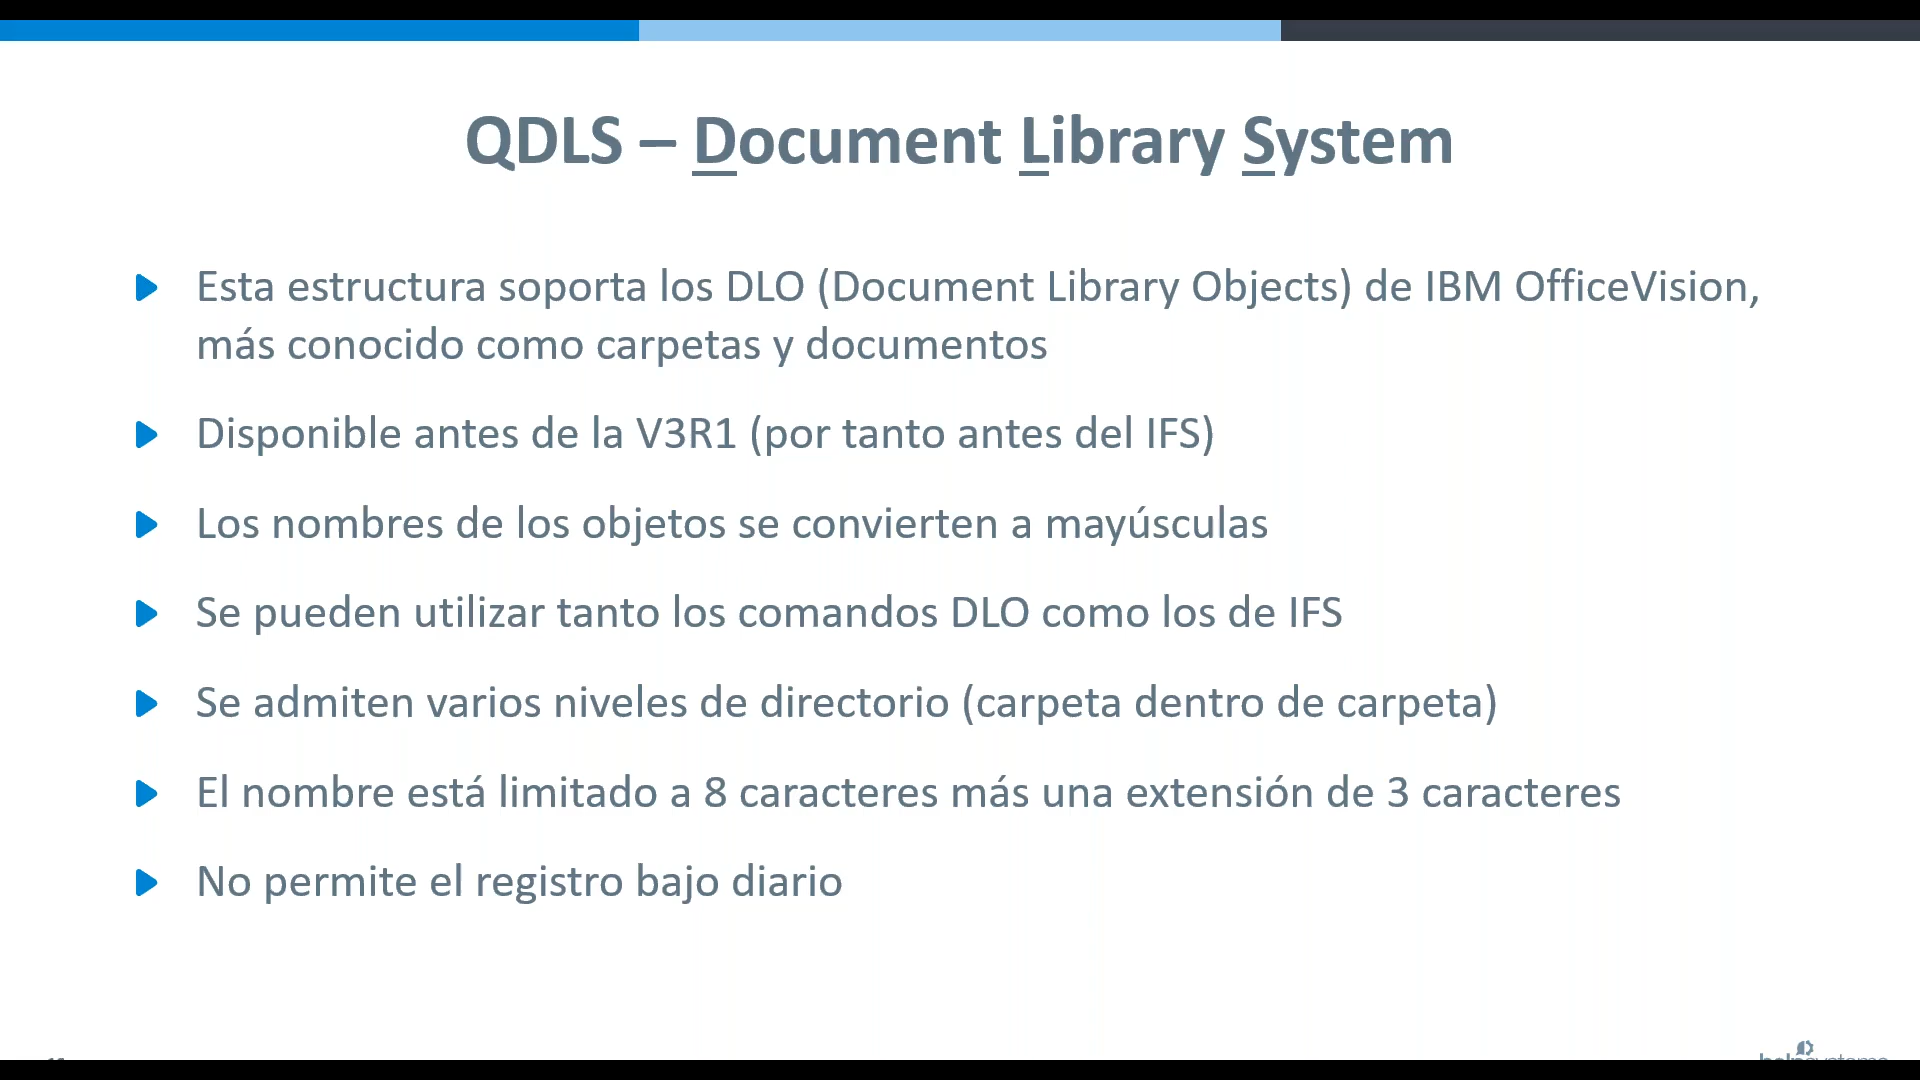 QDLS – Document Library System
Esta estructura soporta los DLO (Document Library Objects) de IBM OfficeVision,
más conocido como carpetas y documentos
Disponible antes de la V3R1 (por tanto antes del IFS)
Los nombres de los objetos se convierten a mayúsculas
Se pueden utilizar tanto los comandos DLO como los de IFS
Se admiten varios niveles de directorio (carpeta dentro de carpeta)
El nombre está limitado a 8 caracteres más una extensión de 3 caracteres
No permite el registro bajo diario